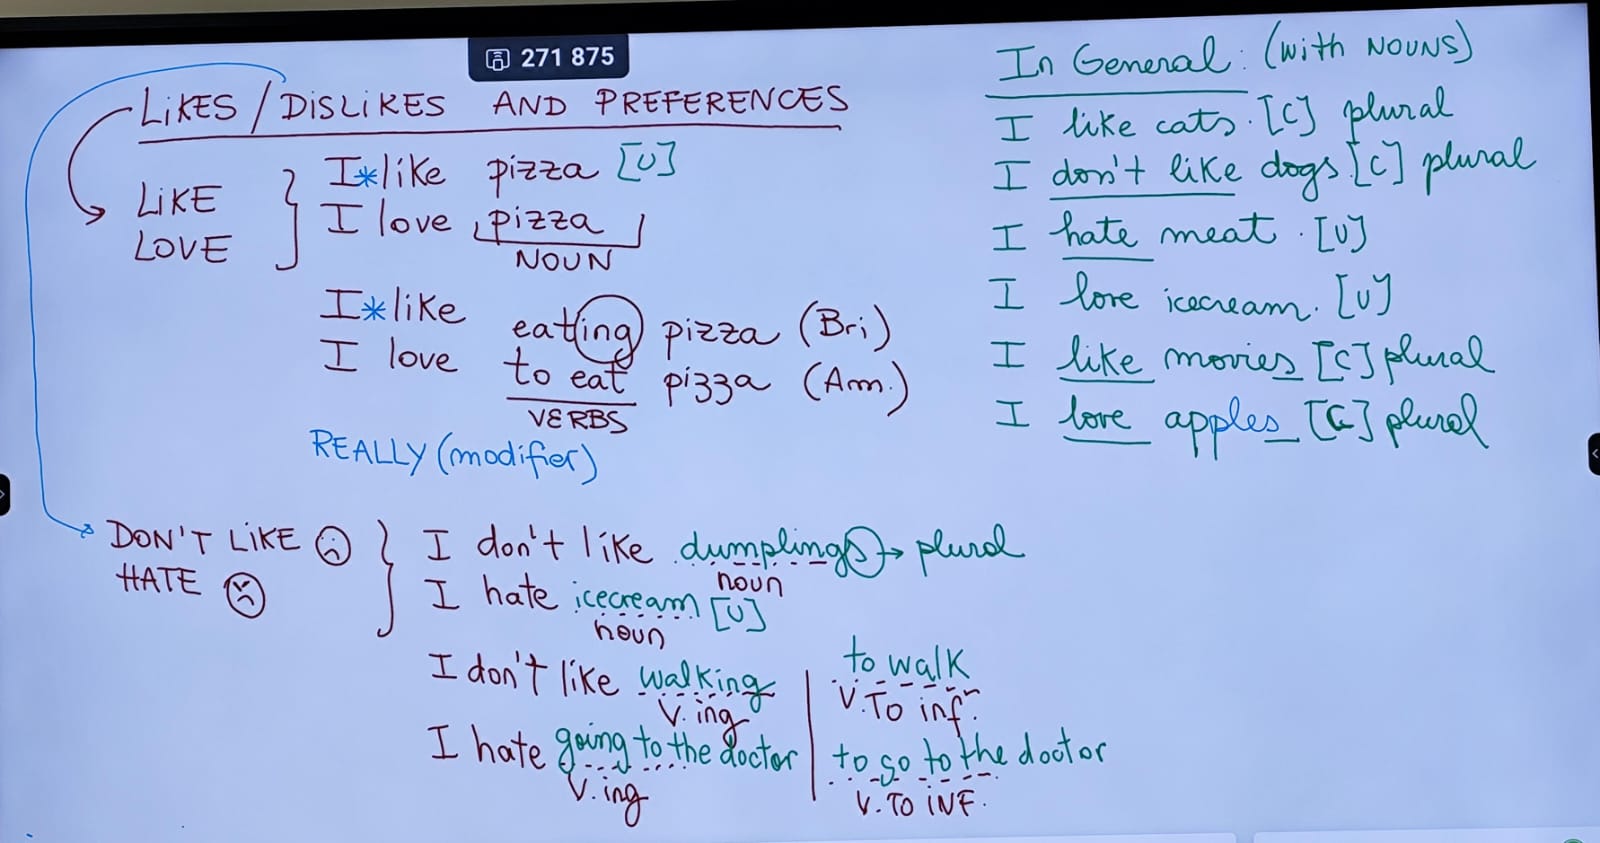 271 875
LIKES / DISLIKES AND PREFERENCES
LIKE
LOVE
I*like pizza [U]
I love pizza
NOUN
I*like
I love
eating pizza (Bri)
to eat pizza (Am.)
VERBS
REALLY (modifier)
In General: (with NOUNS)
I like cats. [C] plural
I don't like dogs [C] plural
I hate meat. [U]
I love icecream. [U]
I like movies [C] plural
I love apples [C] plural
DON'T LIKE
HATE
I don't like dumplings → plural
noun
I hate icecream [U]
noun
I don't like walking | to walk
V. ing V. TO inf.
I hate going to the doctor | to go to the doctor
V. ing V. TO INF.